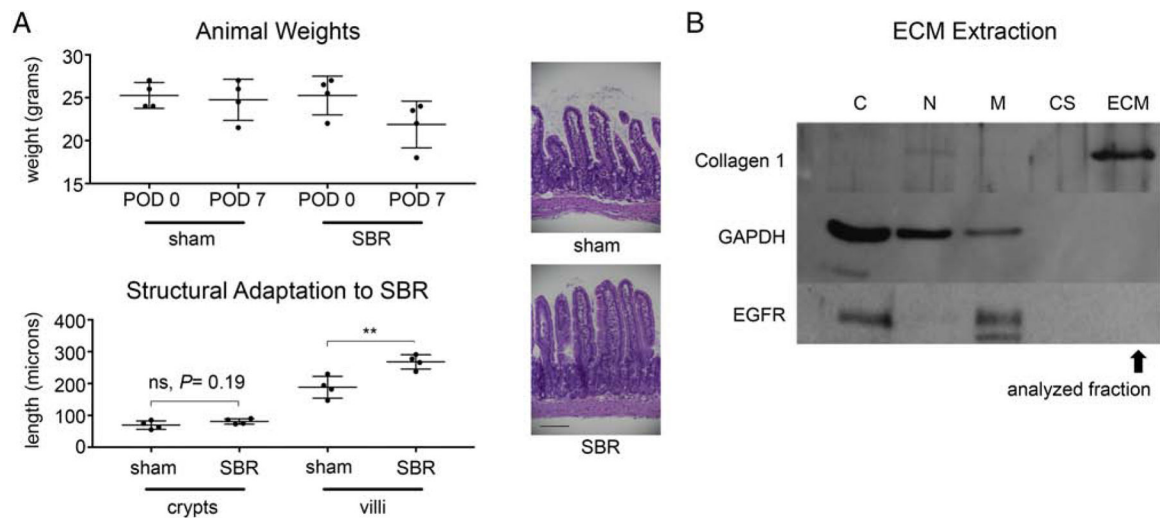 A
Animal Weights
weight (grams)
30
25
20
15
POD 0 POD 7 POD 0 POD 7
sham SBR
Structural Adaptation to SBR
length (microns)
400
300
200
100
0
ns, P= 0.19
**
sham SBR sham SBR
crypts villi
sham
SBR
B
ECM Extraction
C N M CS ECM
Collagen 1
GAPDH
EGFR
analyzed fraction